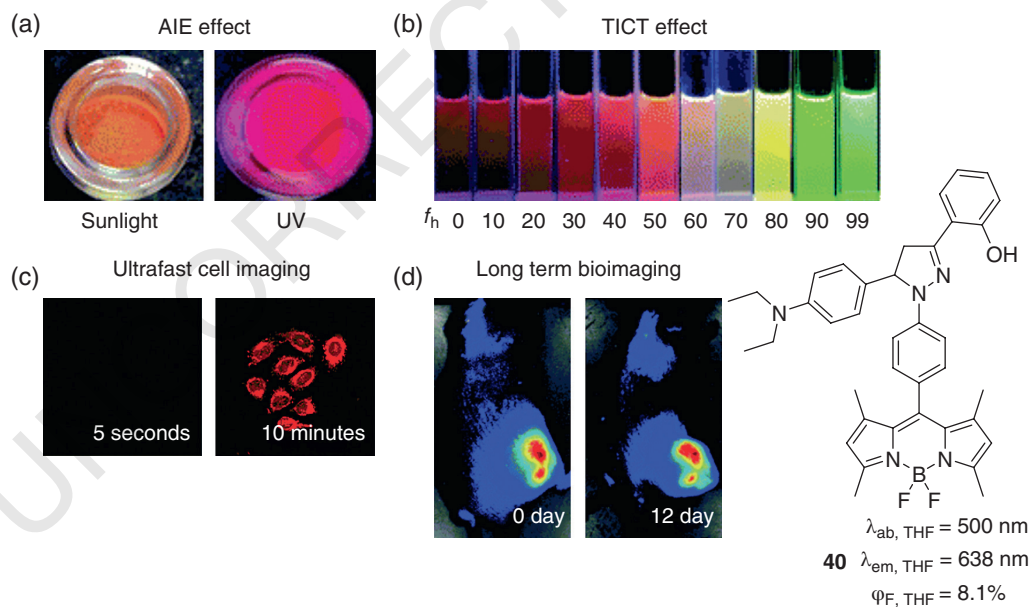 (a)
AIE effect
Sunlight
UV
(b)
TICT effect
f_h 0 10 20 30 40 50 60 70 80 90 99
(c)
Ultrafast cell imaging
5 seconds
10 minutes
(d)
Long term bioimaging
0 day
12 day
OH
N
N
N
N
B
N
F
F
λab, THF = 500 nm
40 λem, THF = 638 nm
φF, THF = 8.1%